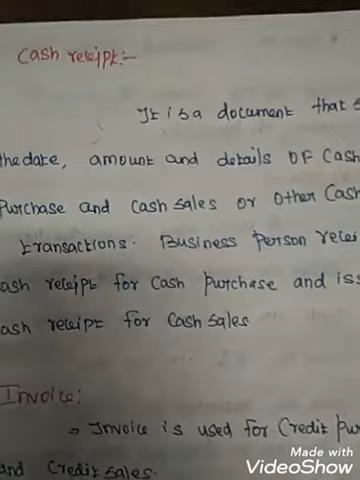 Cash receipt:-
It is a document that s
the date, amount and details of Cash
Purchase and Cash sales or other Cash
transactions. Business Person recei
ash receipt for Cash Purchase and iss
ash receipt for Cash sales
Invoice:
→ Invoice is used for Credit pur
and Credit sales.
Made with
VideoShow